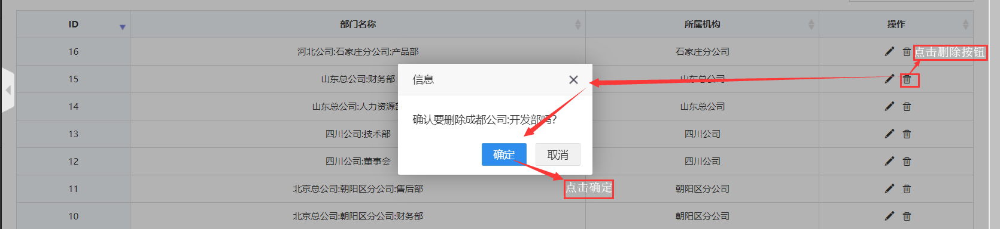 ID 部门名称 所属机构 操作
16 河北公司:石家庄分公司:产品部 石家庄分公司 点击删除按钮
信息
15 山东总公司:财务部 山东总公司
14 山东总公司:人力资源部 山东总公司
确认要删除成都公司:开发部吗?
13 四川公司:技术部 四川公司
确定 取消
12 四川公司:董事会 四川公司
11 北京总公司:朝阳区分公司:售后部 朝阳区分公司
点击确定
10 北京总公司:朝阳区分公司:财务部 朝阳区分公司